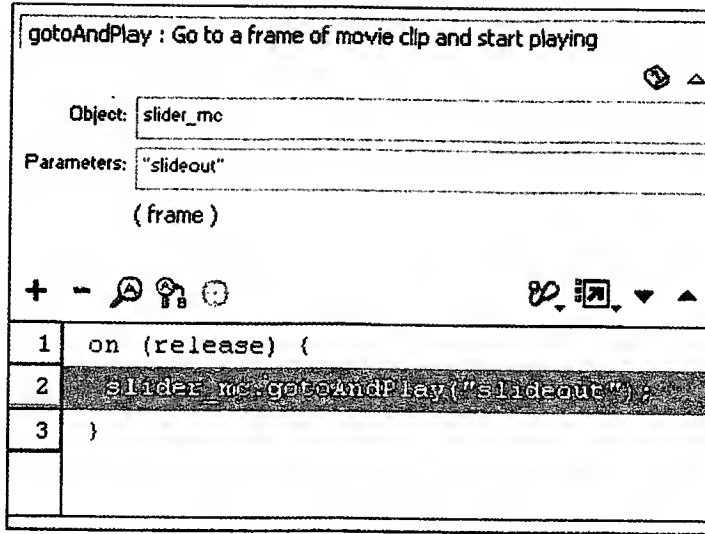 gotoAndPlay : Go to a frame of movie clip and start playing
Object: slider_mc
Parameters: "slideout"
( frame )
1 on (release) {
2 slider_mc.gotoAndPlay("slideout");
3 }